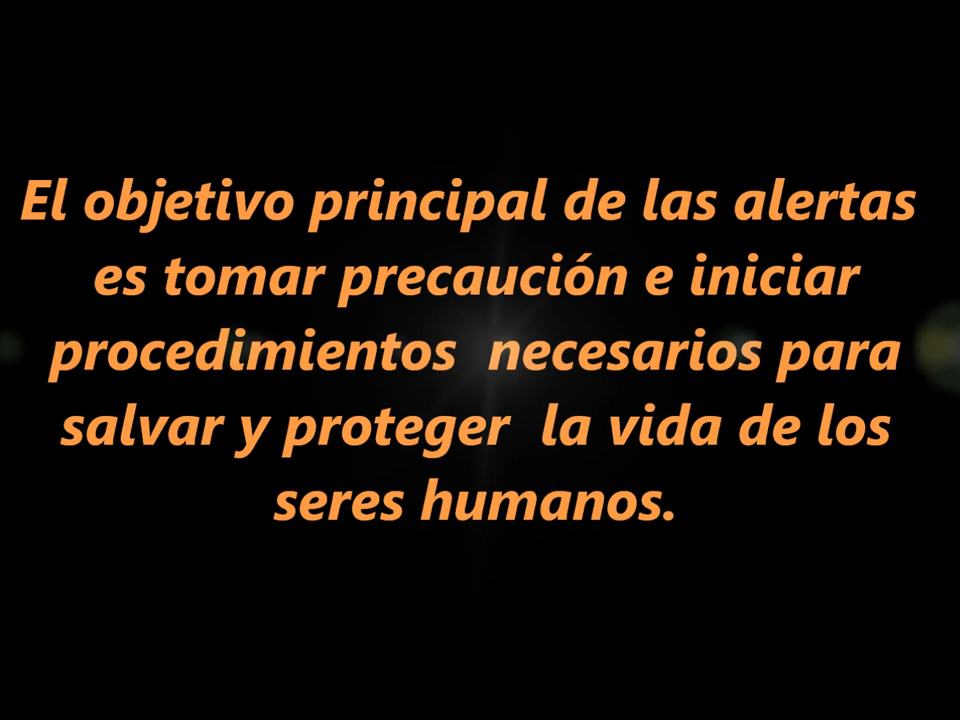 El objetivo principal de las alertas
es tomar precaución e iniciar
procedimientos  necesarios para
salvar y proteger  la vida de los
seres humanos.